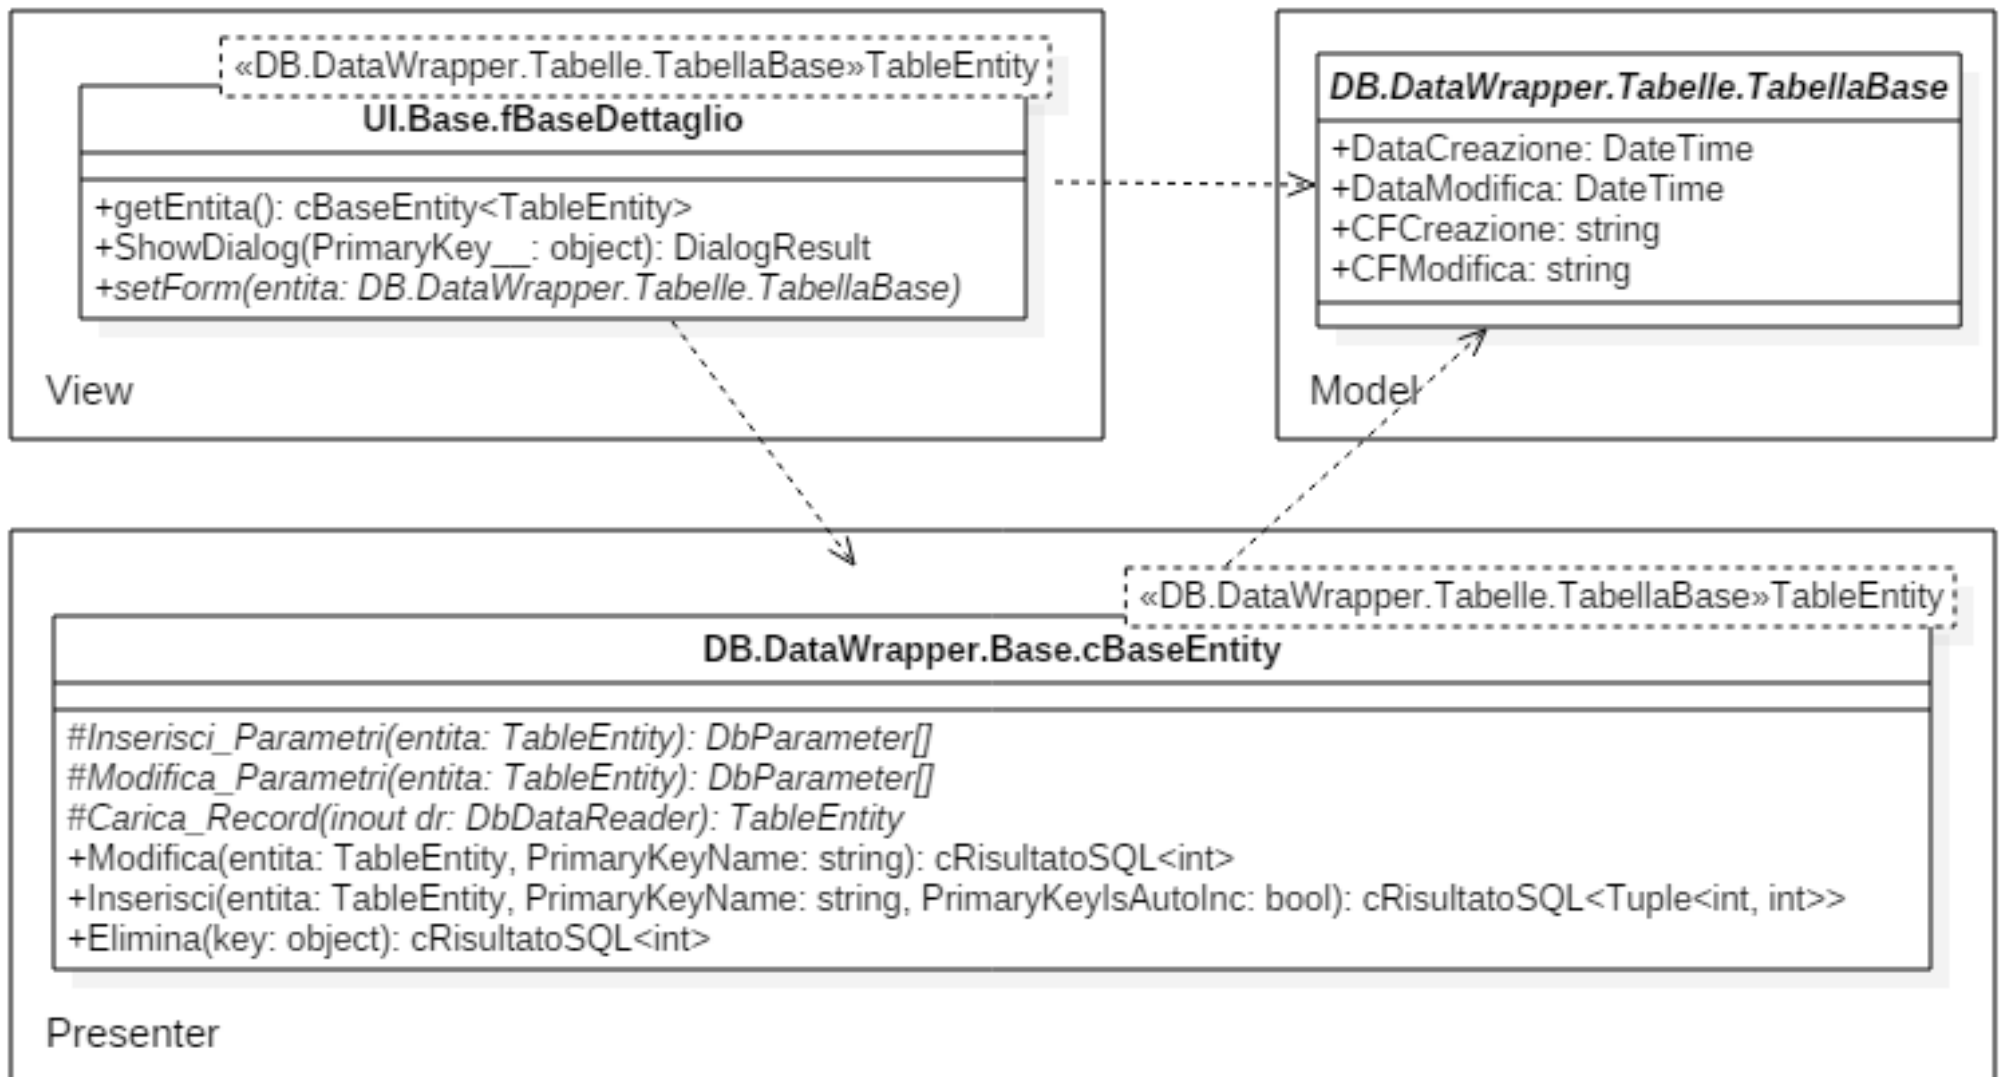 «DB.DataWrapper.Tabelle.TabellaBase»TableEntity
UI.Base.fBaseDettaglio
+getEntita(): cBaseEntity<TableEntity>
+ShowDialog(PrimaryKey__: object): DialogResult
+setForm(entita: DB.DataWrapper.Tabelle.TabellaBase)
View
DB.DataWrapper.Tabelle.TabellaBase
+DataCreazione: DateTime
+DataModifica: DateTime
+CFCreazione: string
+CFModifica: string
Model
«DB.DataWrapper.Tabelle.TabellaBase»TableEntity
DB.DataWrapper.Base.cBaseEntity
#Inserisci_Parametri(entita: TableEntity): DbParameter[]
#Modifica_Parametri(entita: TableEntity): DbParameter[]
#Carica_Record(inout dr: DbDataReader): TableEntity
+Modifica(entita: TableEntity, PrimaryKeyName: string): cRisultatoSQL<int>
+Inserisci(entita: TableEntity, PrimaryKeyName: string, PrimaryKeyIsAutoInc: bool): cRisultatoSQL<Tuple<int, int>>
+Elimina(key: object): cRisultatoSQL<int>
Presenter